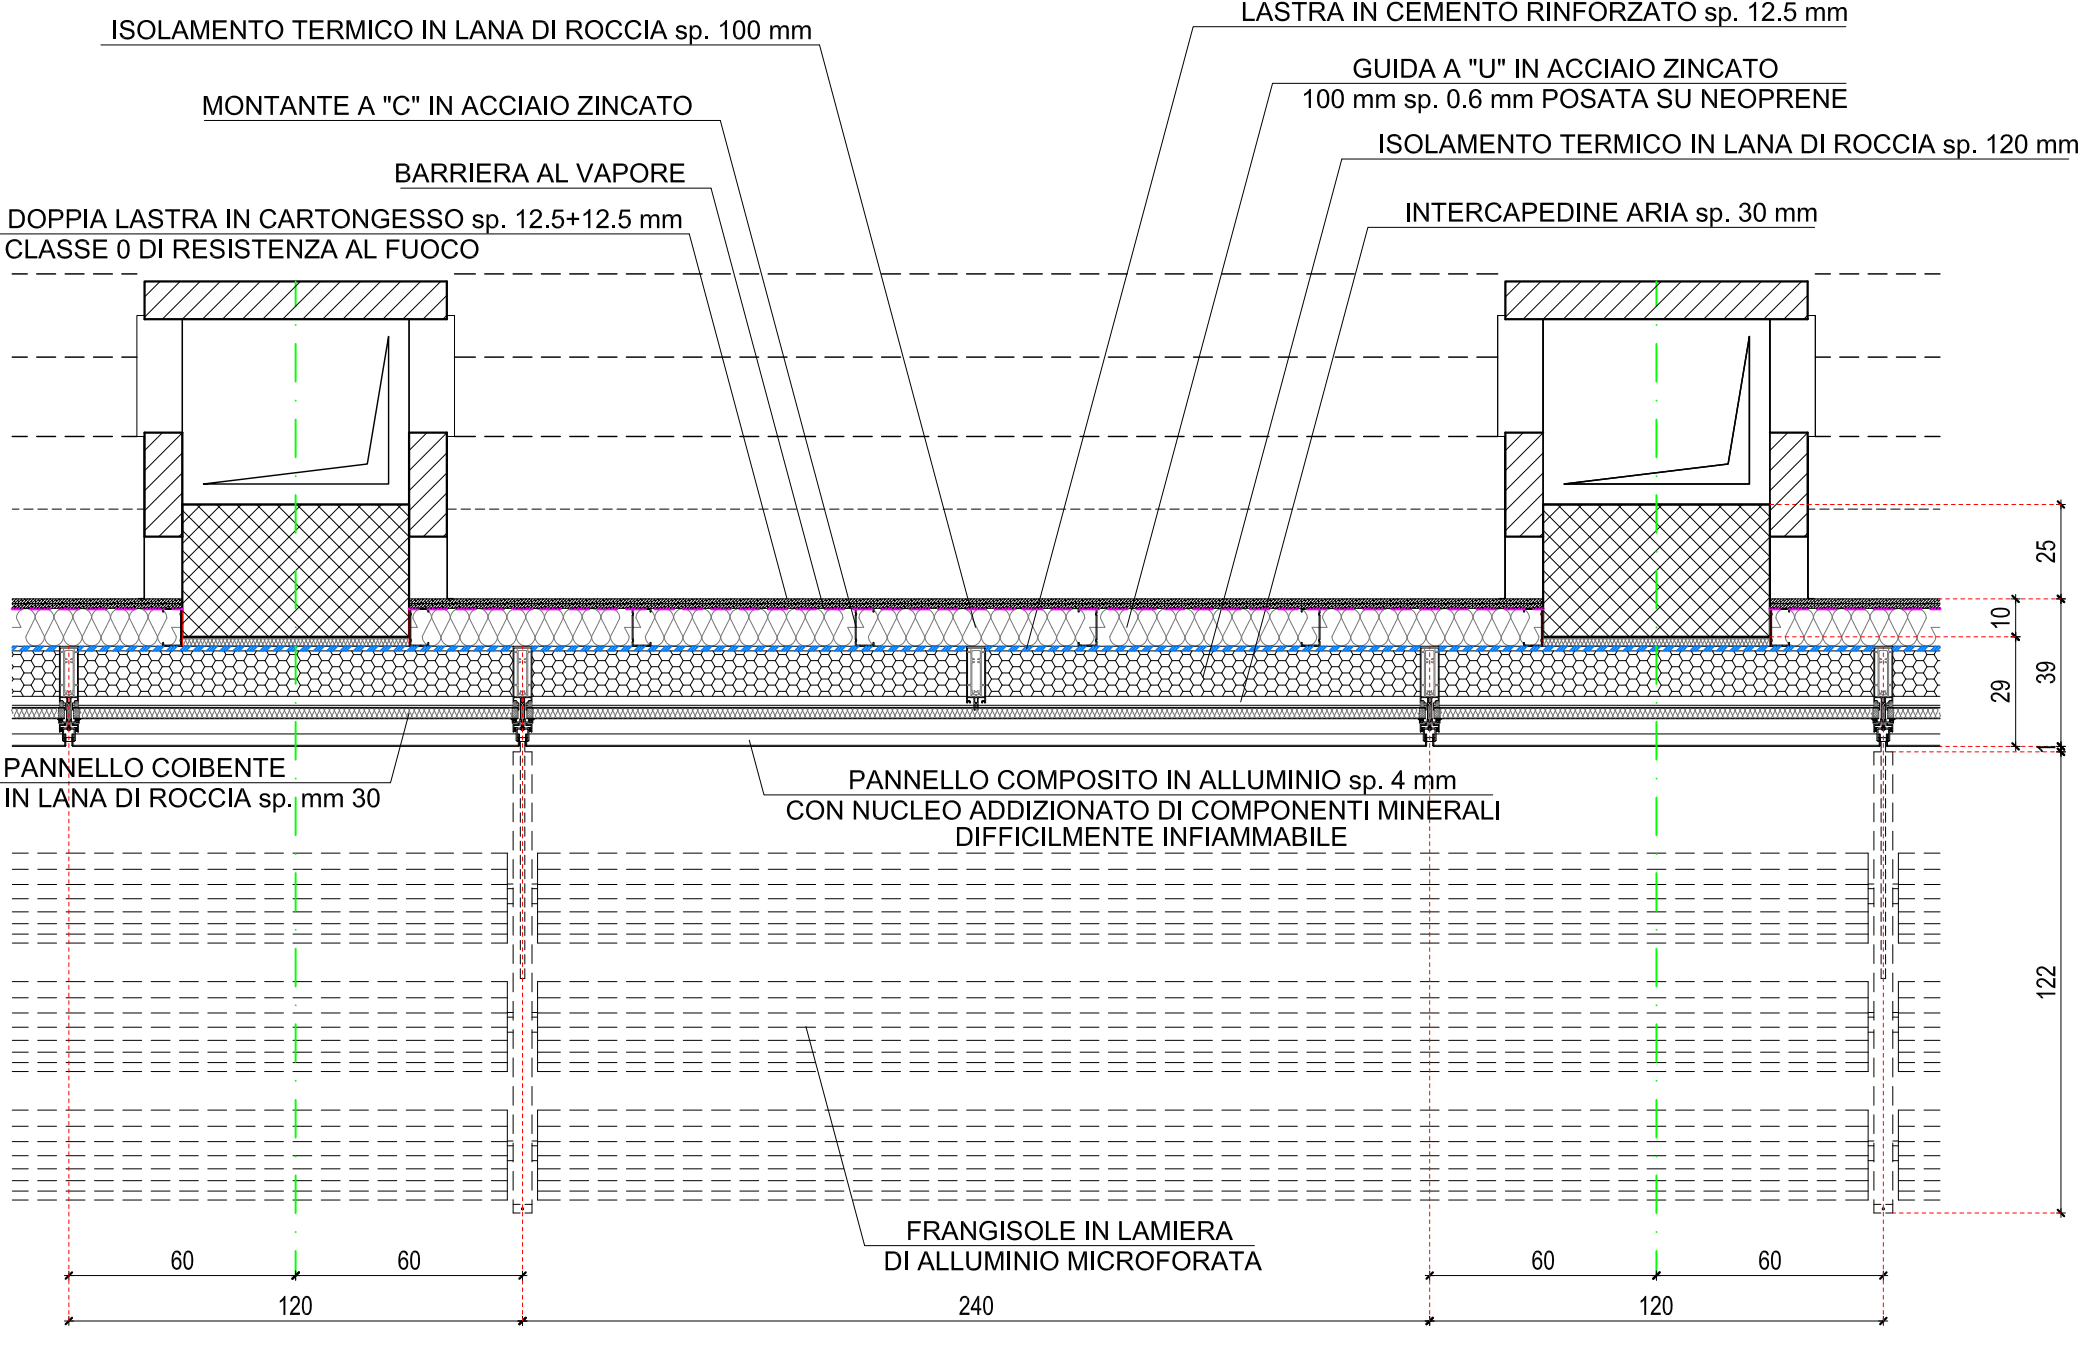 ISOLAMENTO TERMICO IN LANA DI ROCCIA sp. 100 mm
MONTANTE A "C" IN ACCIAIO ZINCATO
BARRIERA AL VAPORE
DOPPIA LASTRA IN CARTONGESSO sp. 12.5+12.5 mm
CLASSE 0 DI RESISTENZA AL FUOCO
LASTRA IN CEMENTO RINFORZATO sp. 12.5 mm
GUIDA A "U" IN ACCIAIO ZINCATO
100 mm sp. 0.6 mm POSATA SU NEOPRENE
ISOLAMENTO TERMICO IN LANA DI ROCCIA sp. 120 mm
INTERCAPEDINE ARIA sp. 30 mm
25
10
39
29
1
122
PANNELLO COIBENTE
IN LANA DI ROCCIA sp. mm 30
PANNELLO COMPOSITO IN ALLUMINIO sp. 4 mm
CON NUCLEO ADDIZIONATO DI COMPONENTI MINERALI
DIFFICILMENTE INFIAMMABILE
FRANGISOLE IN LAMIERA
DI ALLUMINIO MICROFORATA
60
60
60
60
120
240
120